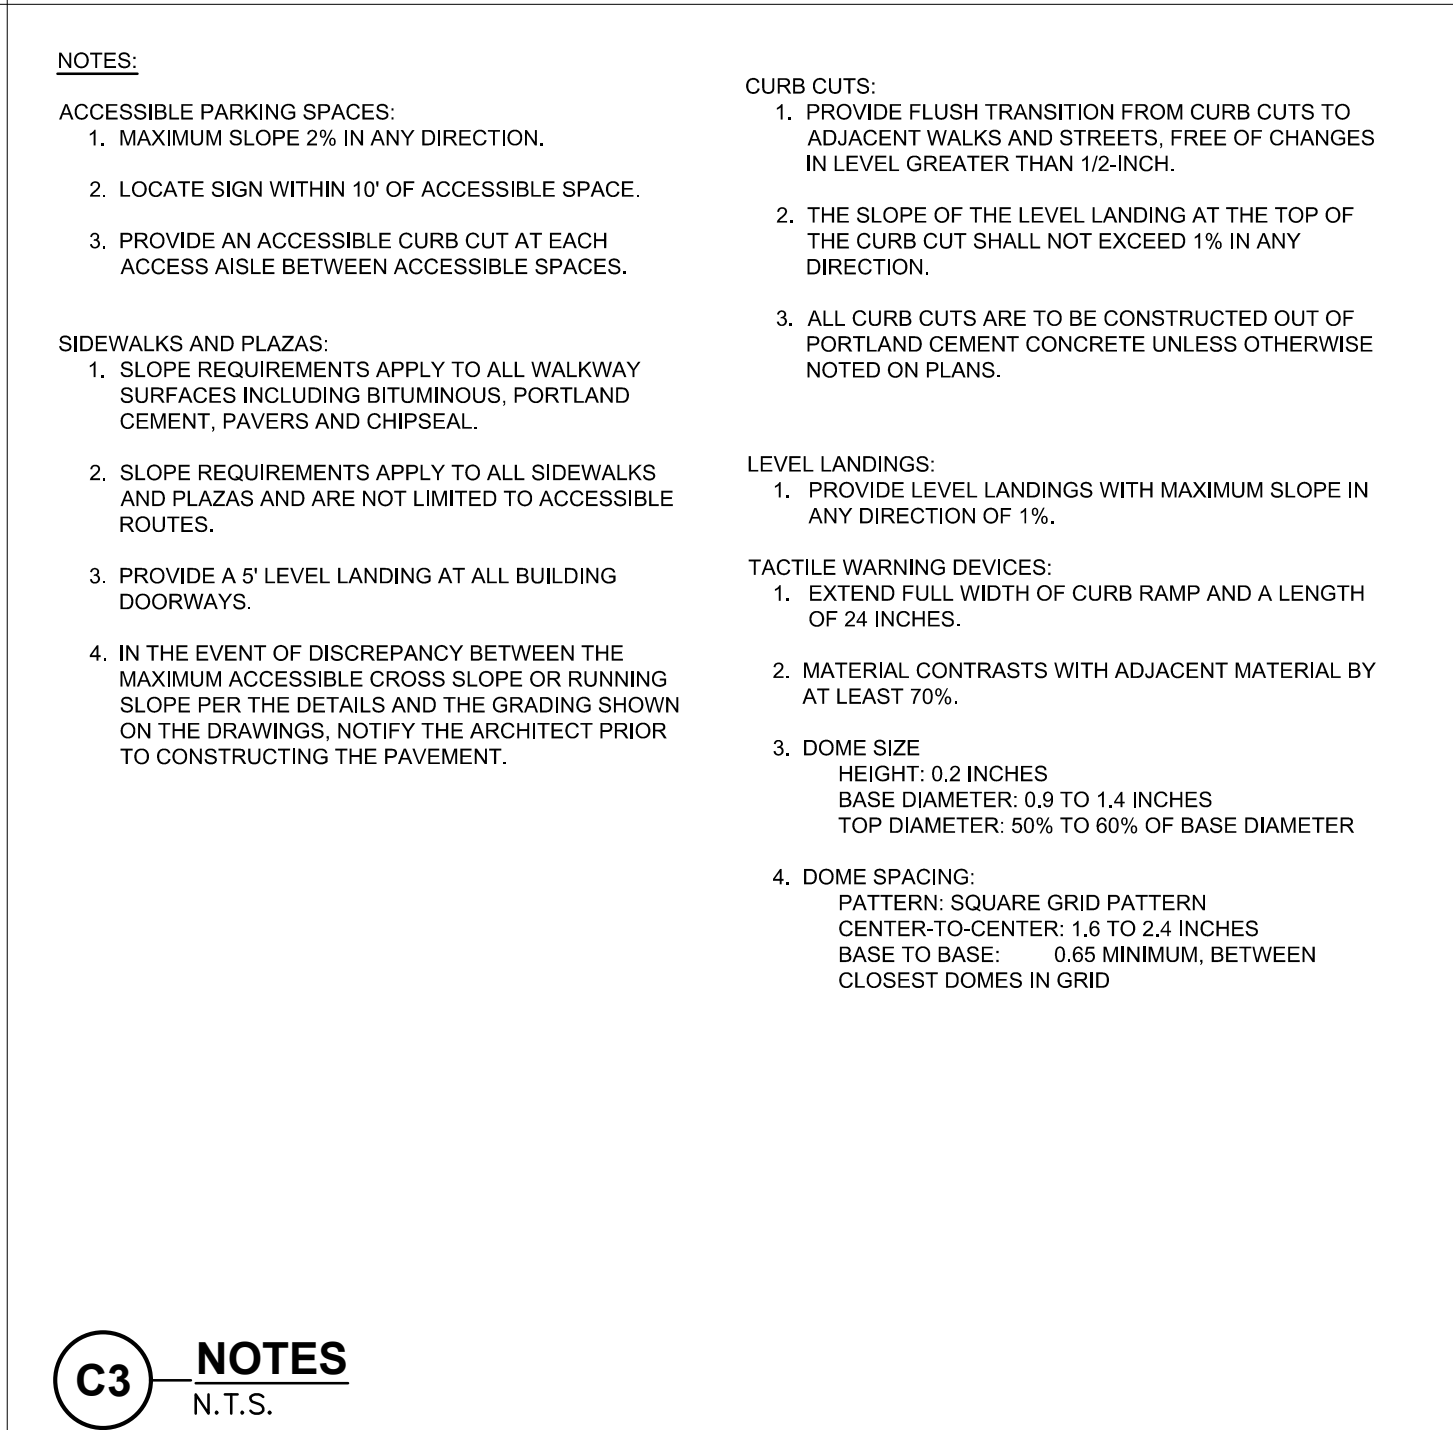 NOTES:
ACCESSIBLE PARKING SPACES:
1. MAXIMUM SLOPE 2% IN ANY DIRECTION.
2. LOCATE SIGN WITHIN 10' OF ACCESSIBLE SPACE.
3. PROVIDE AN ACCESSIBLE CURB CUT AT EACH
ACCESS AISLE BETWEEN ACCESSIBLE SPACES.
SIDEWALKS AND PLAZAS:
1. SLOPE REQUIREMENTS APPLY TO ALL WALKWAY
SURFACES INCLUDING BITUMINOUS, PORTLAND
CEMENT, PAVERS AND CHIPSEAL.
2. SLOPE REQUIREMENTS APPLY TO ALL SIDEWALKS
AND PLAZAS AND ARE NOT LIMITED TO ACCESSIBLE
ROUTES.
3. PROVIDE A 5' LEVEL LANDING AT ALL BUILDING
DOORWAYS.
4. IN THE EVENT OF DISCREPANCY BETWEEN THE
MAXIMUM ACCESSIBLE CROSS SLOPE OR RUNNING
SLOPE PER THE DETAILS AND THE GRADING SHOWN
ON THE DRAWINGS, NOTIFY THE ARCHITECT PRIOR
TO CONSTRUCTING THE PAVEMENT.
CURB CUTS:
1. PROVIDE FLUSH TRANSITION FROM CURB CUTS TO
ADJACENT WALKS AND STREETS, FREE OF CHANGES
IN LEVEL GREATER THAN 1/2-INCH.
2. THE SLOPE OF THE LEVEL LANDING AT THE TOP OF
THE CURB CUT SHALL NOT EXCEED 1% IN ANY
DIRECTION.
3. ALL CURB CUTS ARE TO BE CONSTRUCTED OUT OF
PORTLAND CEMENT CONCRETE UNLESS OTHERWISE
NOTED ON PLANS.
LEVEL LANDINGS:
1. PROVIDE LEVEL LANDINGS WITH MAXIMUM SLOPE IN
ANY DIRECTION OF 1%.
TACTILE WARNING DEVICES:
1. EXTEND FULL WIDTH OF CURB RAMP AND A LENGTH
OF 24 INCHES.
2. MATERIAL CONTRASTS WITH ADJACENT MATERIAL BY
AT LEAST 70%.
3. DOME SIZE
HEIGHT: 0.2 INCHES
BASE DIAMETER: 0.9 TO 1.4 INCHES
TOP DIAMETER: 50% TO 60% OF BASE DIAMETER
4. DOME SPACING:
PATTERN: SQUARE GRID PATTERN
CENTER-TO-CENTER: 1.6 TO 2.4 INCHES
BASE TO BASE: 0.65 MINIMUM, BETWEEN
CLOSEST DOMES IN GRID
C3 NOTES
N.T.S.